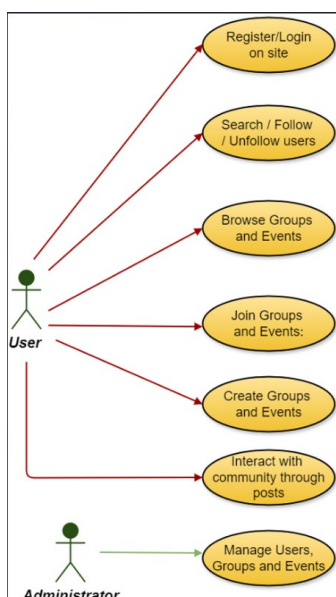 Register/Login
on site
Search / Follow
/ Unfollow users
Browse Groups
and Events
User
Join Groups
and Events:
Create Groups
and Events
Interact with
community through
posts
Manage Users,
Groups and Events
Administrator